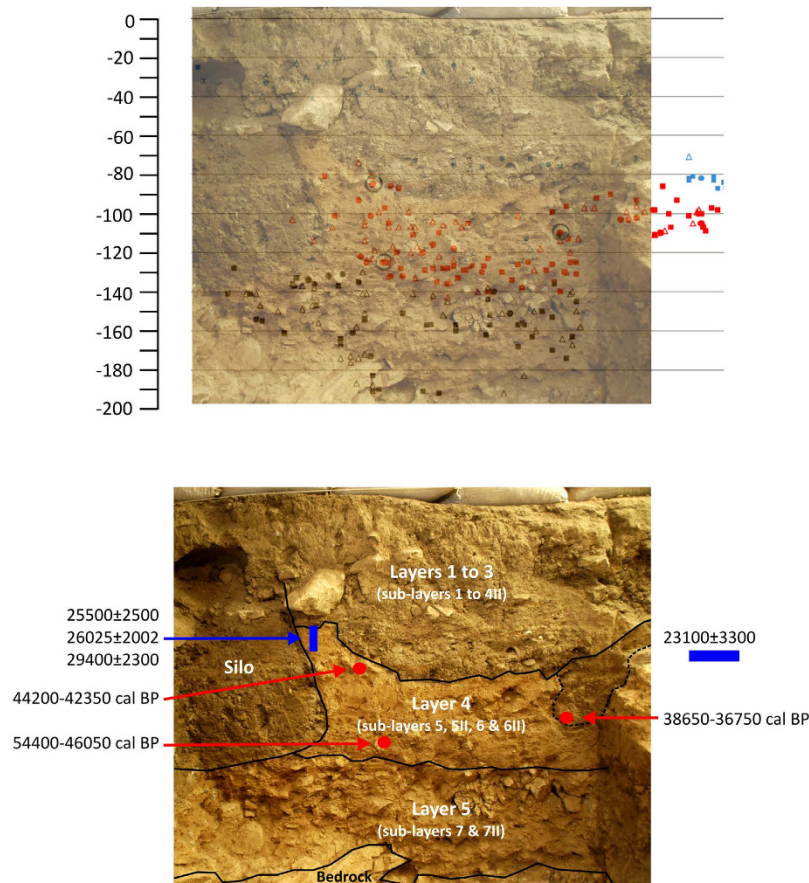 0
-20
-40
-60
-80
-100
-120
-140
-160
-180
-200
Layers 1 to 3
(sub-layers 1 to 4II)
25500±2500
26025±2002
29400±2300
23100±3300
Silo
44200-42350 cal BP
Layer 4
(sub-layers 5, 5II, 6 & 6II)
38650-36750 cal BP
54400-46050 cal BP
Layer 5
(sub-layers 7 & 7II)
Bedrock